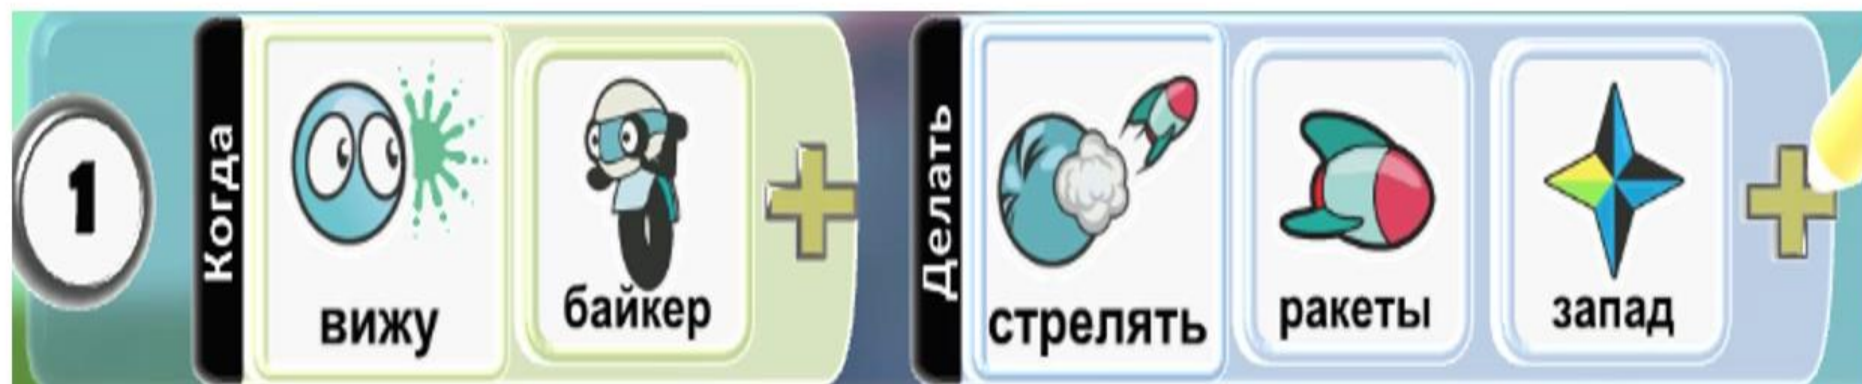 1
Когда
вижу
байкер
Делать
стрелять
ракеты
запад